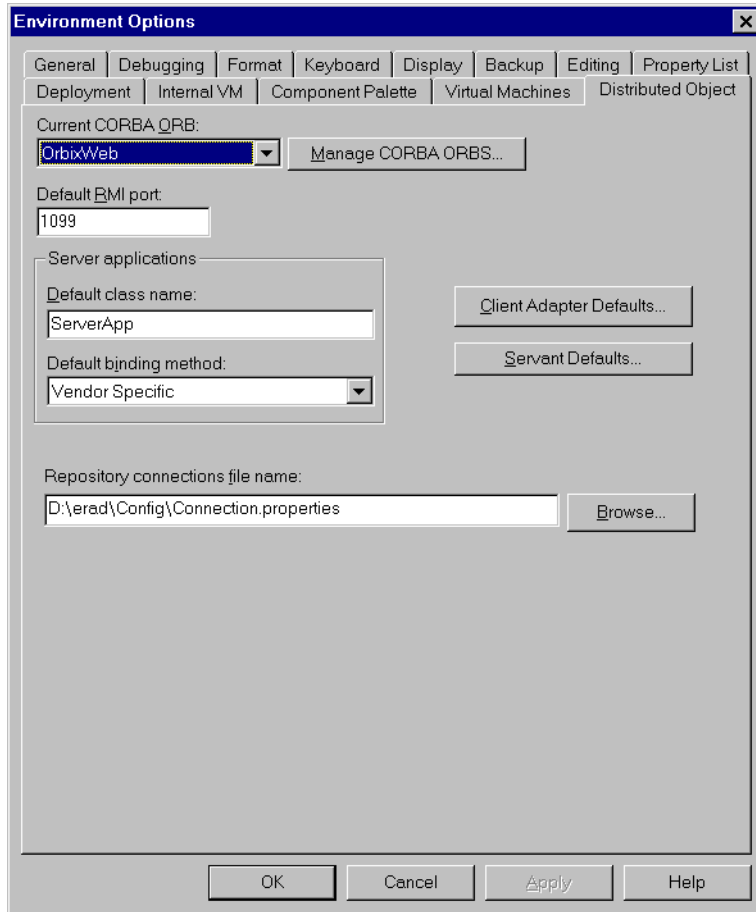 Environment Options
General Debugging Format Keyboard Display Backup Editing Property List
Deployment Internal VM Component Palette Virtual Machines Distributed Object
Current CORBA ORB:
OrbixWeb Manage CORBA ORBS...
Default RMI port:
1099
Server applications
Default class name:
ServerApp
Client Adapter Defaults...
Default binding method:
Servant Defaults...
Vendor Specific
Repository connections file name:
D:\erad\Config\Connection.properties
Browse...
OK Cancel Apply Help